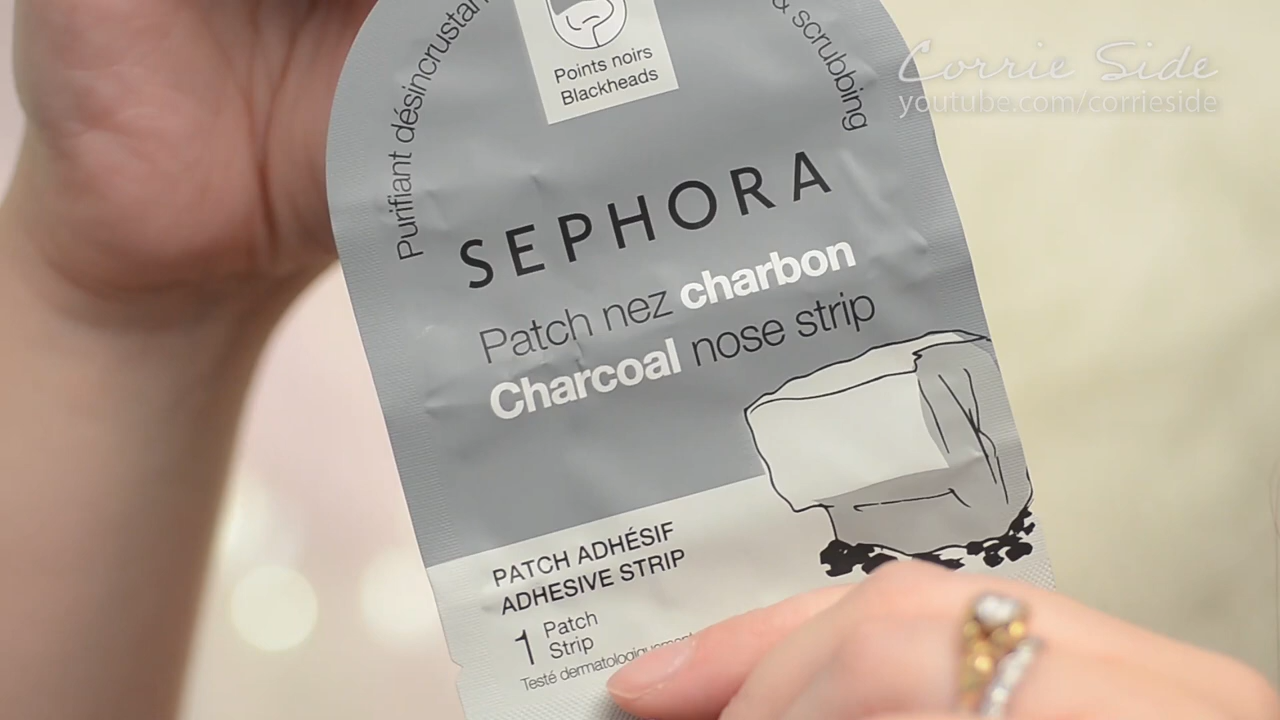 Purifiant désincrustant
& scrubbing
Points noirs
Blackheads
Corrie Side
youtube.com/corrieside
SEPHORA
Patch nez charbon
Charcoal nose strip
PATCH ADHÉSIF
ADHESIVE STRIP
1 Patch
Strip
Testé dermatologiquement